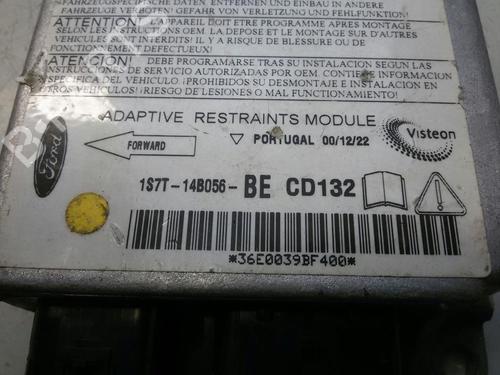 FAHRZEUGSPEZIFISCHE DATEN. ENTFERNEN UND EINBAU IN ANDERE
FAHRZEUGE VERBOTEN! GEFAHR VON VERLETZUNG UND FEHLFUNKTION!
ATTENTION! L'APPAREIL DOIT ETRE PROGRAMME APRES MONTAGE
SELON LES INSTRUCTIONS OEM. LA DEPOSE ET LE MONTAGE SUR D'AUTRES
VEHICULES SONT INTERDITS. IL Y A RISQUE DE BLESSURE OU DE
FONCTIONNEMENT DEFECTUEUX!
ATENCION! DEBE PROGRAMARSE TRAS SU INSTALACION SEGUN LAS
INSTRUCCIONES DE SERVICIO AUTORIZADAS POR OEM. CONTIENE INFORMACION
ESPECIFICA DEL VEHICULO. ¡PROHIBIDOS SU DESMONTAJE E INSTALACION EN
OTROS VEHICULOS! ¡RIESGO DE LESIONES O MAL FUNCIONAMIENTO!
ADAPTIVE RESTRAINTS MODULE
Ford
FORWARD
PORTUGAL 00/12/22
Visteon
1S7T-14B056-BE CD132
*36E0039BF400*